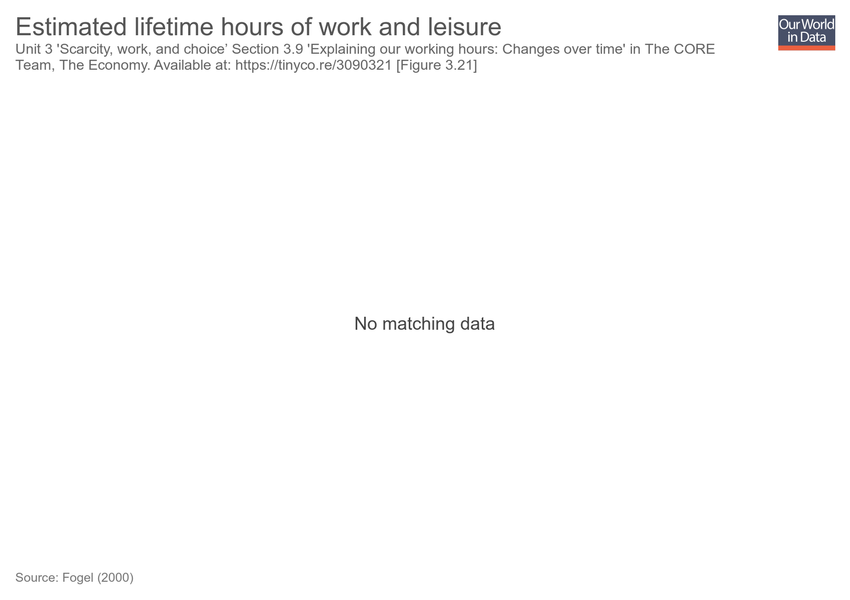 Estimated lifetime hours of work and leisure
Our World
in Data
Unit 3 'Scarcity, work, and choice’ Section 3.9 'Explaining our working hours: Changes over time' in The CORE
Team, The Economy. Available at: https://tinyco.re/3090321 [Figure 3.21]
No matching data
Source: Fogel (2000)